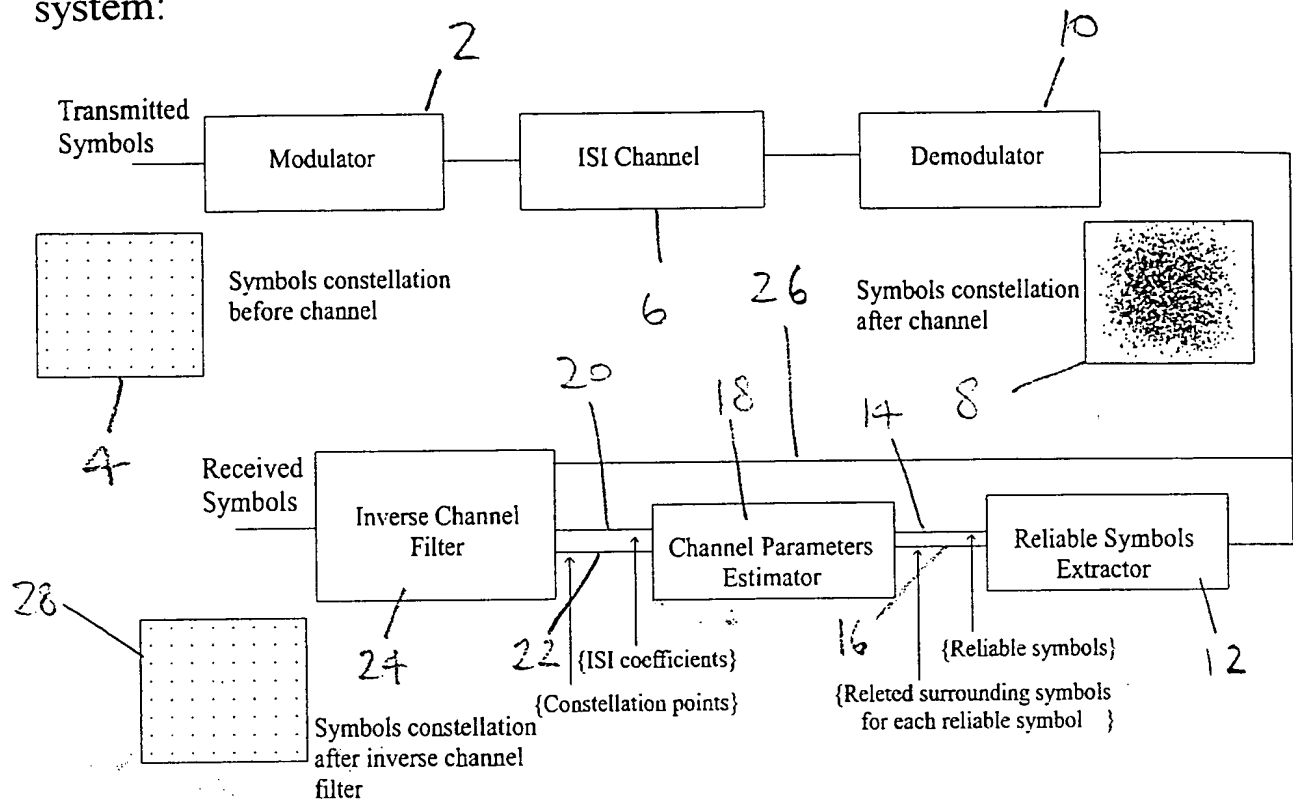 system:
2
10
Transmitted
Symbols
Modulator
ISI Channel
Demodulator
Symbols constellation
before channel
6
26
Symbols constellation
after channel
4
20
18
14
8
Received
Symbols
Inverse Channel
Filter
Channel Parameters
Estimator
Reliable Symbols
Extractor
28
24
22
{ISI coefficients}
16
{Reliable symbols}
12
{Constellation points}
{Releted surrounding symbols
for each reliable symbol }
Symbols constellation
after inverse channel
filter